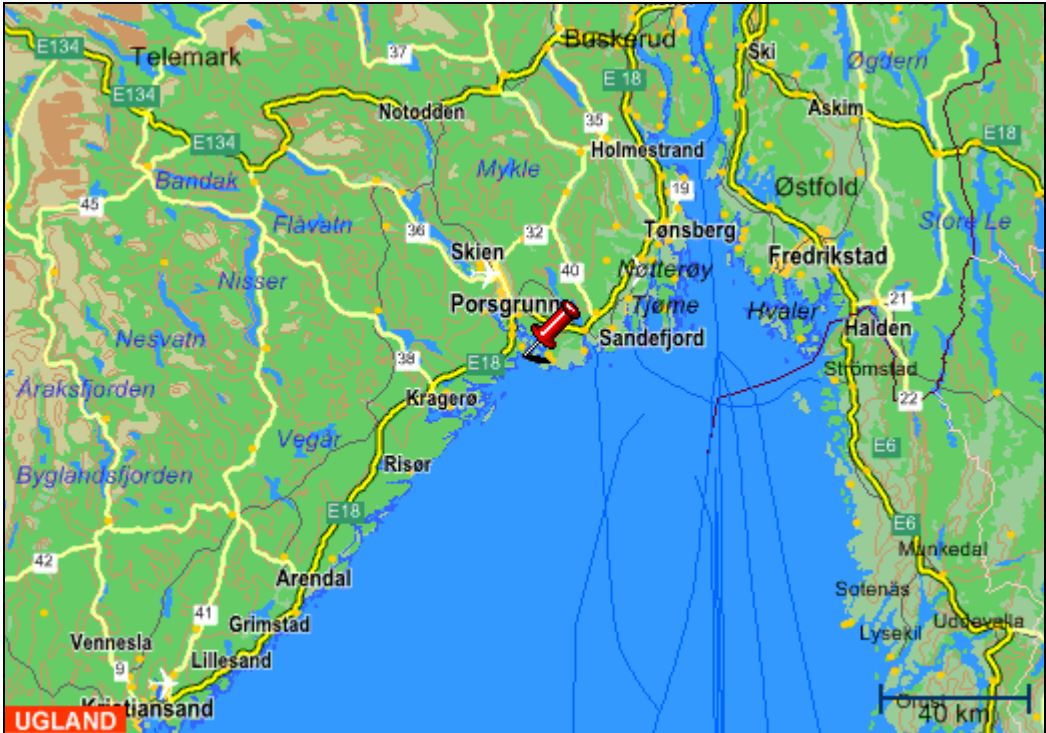 E134
Telemark
37
Buskerud
E 18
Ski
Øgdern
E134
Notodden
35
Askim
E134
Mykle
Holmestrand
E18
Bandak
19
Østfold
45
Flåvatn
36
32
Tønsberg
Store Le
Skien
Fredrikstad
Nisser
40
Nøtterøy
Porsgrunn
Tjøme
Hvaler
21
Nesvatn
Sandefjord
Halden
38
E18
Strömstad
Åraksfjorden
Kragerø
22
Vegår
E6
Risør
Byglandsfjorden
E18
E6
42
Munkedal
Arendal
Sotenäs
41
Grimstad
Uddevalla
Vennesla
Lysekil
9
Lillesand
Kristiansand
Orust
40 km
UGLAND